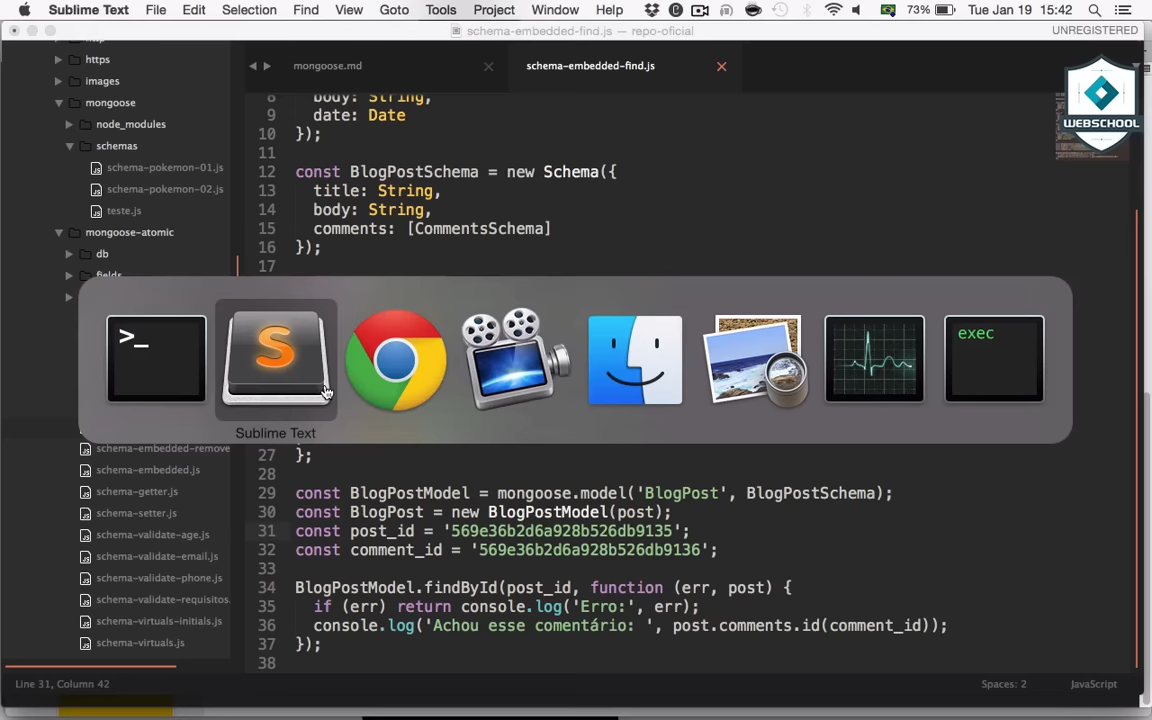 Sublime Text File Edit Selection Find View Goto Tools Project Window Help 73% Tue Jan 19 15:42
schema-embedded-find.js — repo-oficial UNREGISTERED
https
images
mongoose
node_modules
schemas
schema-pokemon-01.js
schema-pokemon-02.js
teste.js
mongoose-atomic
db
fields
schema-embedded-remove
schema-embedded.js
schema-getter.js
schema-setter.js
schema-validate-age.js
schema-validate-email.js
schema-validate-phone.js
schema-validate-requisitos.
schema-virtuals-initials.js
schema-virtuals.js
mongoose.md schema-embedded-find.js
WEBSCHOOL
8 body: String,
9 date: Date
10 });
11
12 const BlogPostSchema = new Schema({
13 title: String,
14 body: String,
15 comments: [CommentsSchema]
16 });
17
>_ S exec
Sublime Text
27 };
28
29 const BlogPostModel = mongoose.model('BlogPost', BlogPostSchema);
30 const BlogPost = new BlogPostModel(post);
31 const post_id = '569e36b2d6a928b526db9135';
32 const comment_id = '569e36b2d6a928b526db9136';
33
34 BlogPostModel.findById(post_id, function (err, post) {
35 if (err) return console.log('Erro:', err);
36 console.log('Achou esse comentário: ', post.comments.id(comment_id));
37 });
38
Line 31, Column 42 Spaces: 2 JavaScript